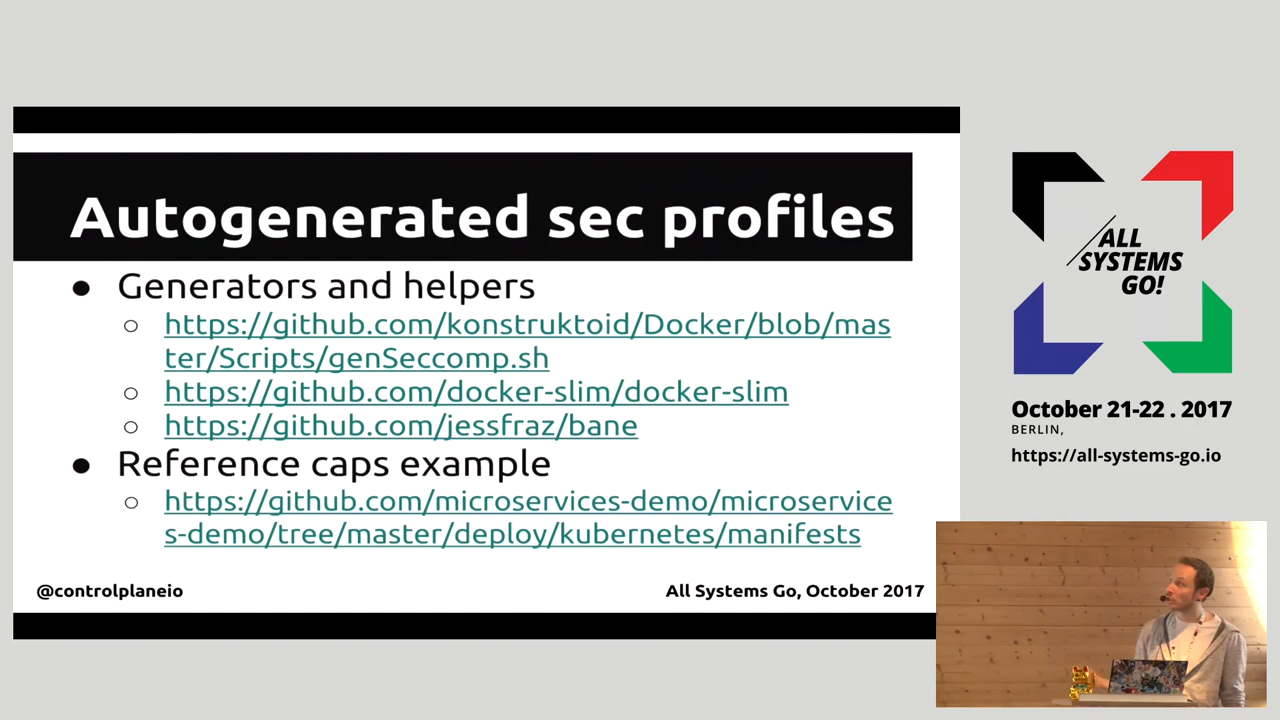 Autogenerated sec profiles
● Generators and helpers
○ https://github.com/konstruktoid/Docker/blob/mas
ter/Scripts/genSeccomp.sh
○ https://github.com/docker-slim/docker-slim
○ https://github.com/jessfraz/bane
● Reference caps example
○ https://github.com/microservices-demo/microservice
s-demo/tree/master/deploy/kubernetes/manifests
@controlplaneio
All Systems Go, October 2017
ALL
SYSTEMS
GO!
October 21-22 . 2017
BERLIN,
https://all-systems-go.io